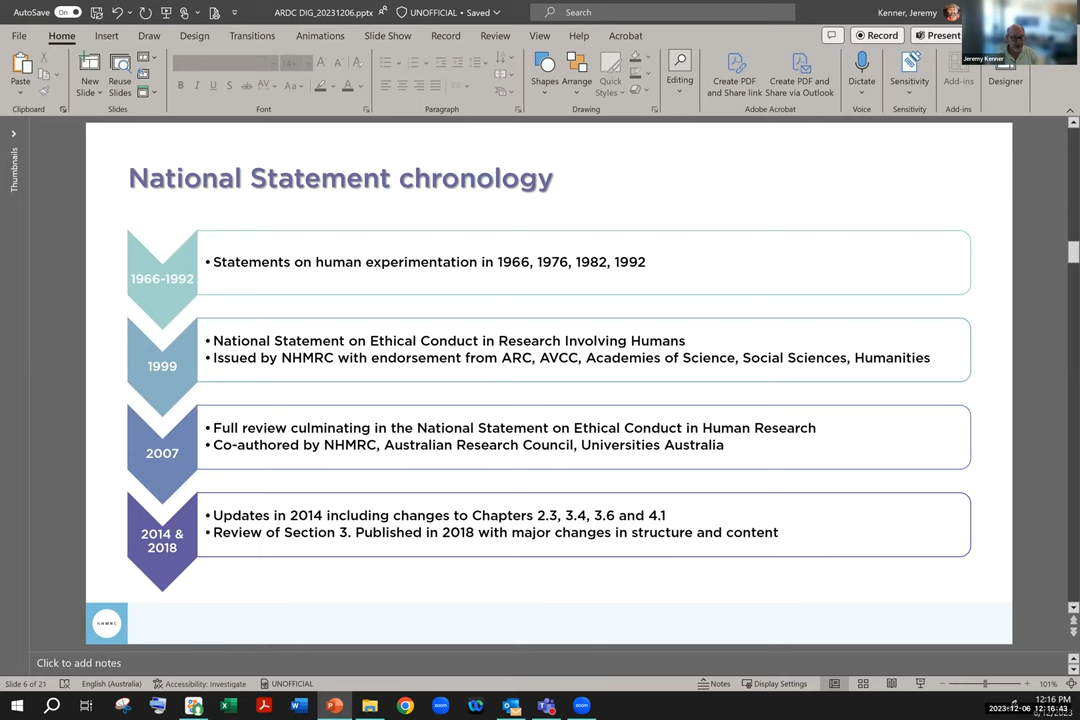 AutoSave On ARDC DIG_20231206.pptx UNOFFICIAL • Saved Search Kenner, Jeremy
File Home Insert Draw Design Transitions Animations Slide Show Record Review View Help Acrobat Record Present
Jeremy Kenner
Paste New Slide Reuse Slides Shapes Arrange Quick Styles Editing Create PDF and Share link Create PDF and Share via Outlook Dictate Sensitivity Add-ins Designer
Clipboard Slides Font Paragraph Drawing Adobe Acrobat Voice Sensitivity Add-ins
Thumbnails
National Statement chronology
1966-1992
• Statements on human experimentation in 1966, 1976, 1982, 1992
1999
• National Statement on Ethical Conduct in Research Involving Humans
• Issued by NHMRC with endorsement from ARC, AVCC, Academies of Science, Social Sciences, Humanities
2007
• Full review culminating in the National Statement on Ethical Conduct in Human Research
• Co-authored by NHMRC, Australian Research Council, Universities Australia
2014 &
2018
• Updates in 2014 including changes to Chapters 2.3, 3.4, 3.6 and 4.1
• Review of Section 3. Published in 2018 with major changes in structure and content
NHMRC
Click to add notes
Slide 6 of 21 English (Australia) Accessibility: Investigate UNOFFICIAL Notes Display Settings 101%
12:16 PM
2023-12-06 12:16:43